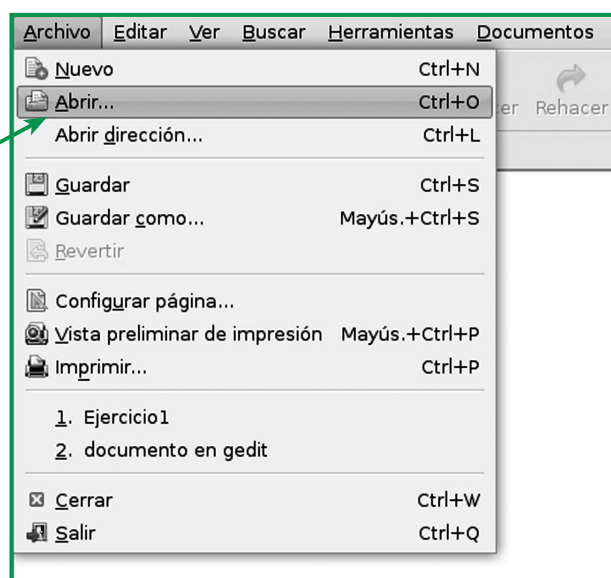 Archivo Editar Ver Buscar Herramientas Documentos
Nuevo Ctrl+N
Abrir... Ctrl+O
er Rehacer
Abrir dirección... Ctrl+L
Guardar Ctrl+S
Guardar como... Mayús.+Ctrl+S
Revertir
Configurar página...
Vista preliminar de impresión Mayús.+Ctrl+P
Imprimir... Ctrl+P
1. Ejercicio1
2. documento en gedit
Cerrar Ctrl+W
Salir Ctrl+Q